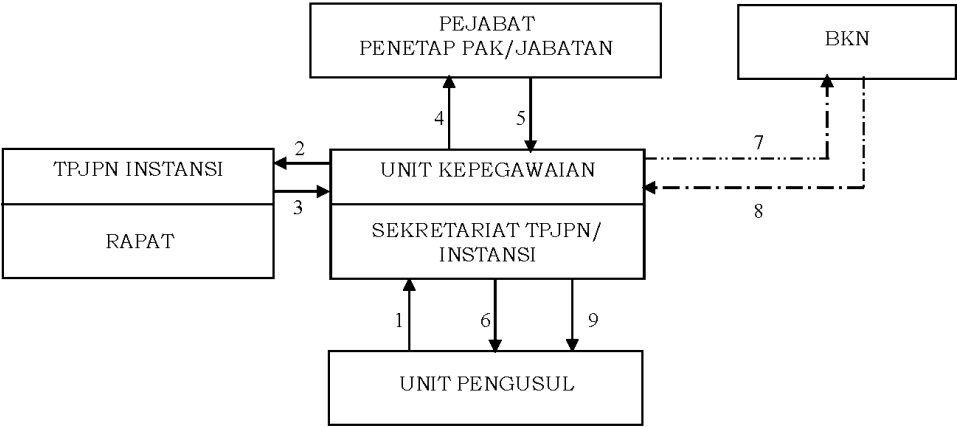 PEJABAT
PENETAP PAK/JABATAN
BKN
4
5
7
2
TPJPN INSTANSI
UNIT KEPEGAWAIAN
3
8
RAPAT
SEKRETARIAT TPJPN/
INSTANSI
1
6
9
UNIT PENGUSUL